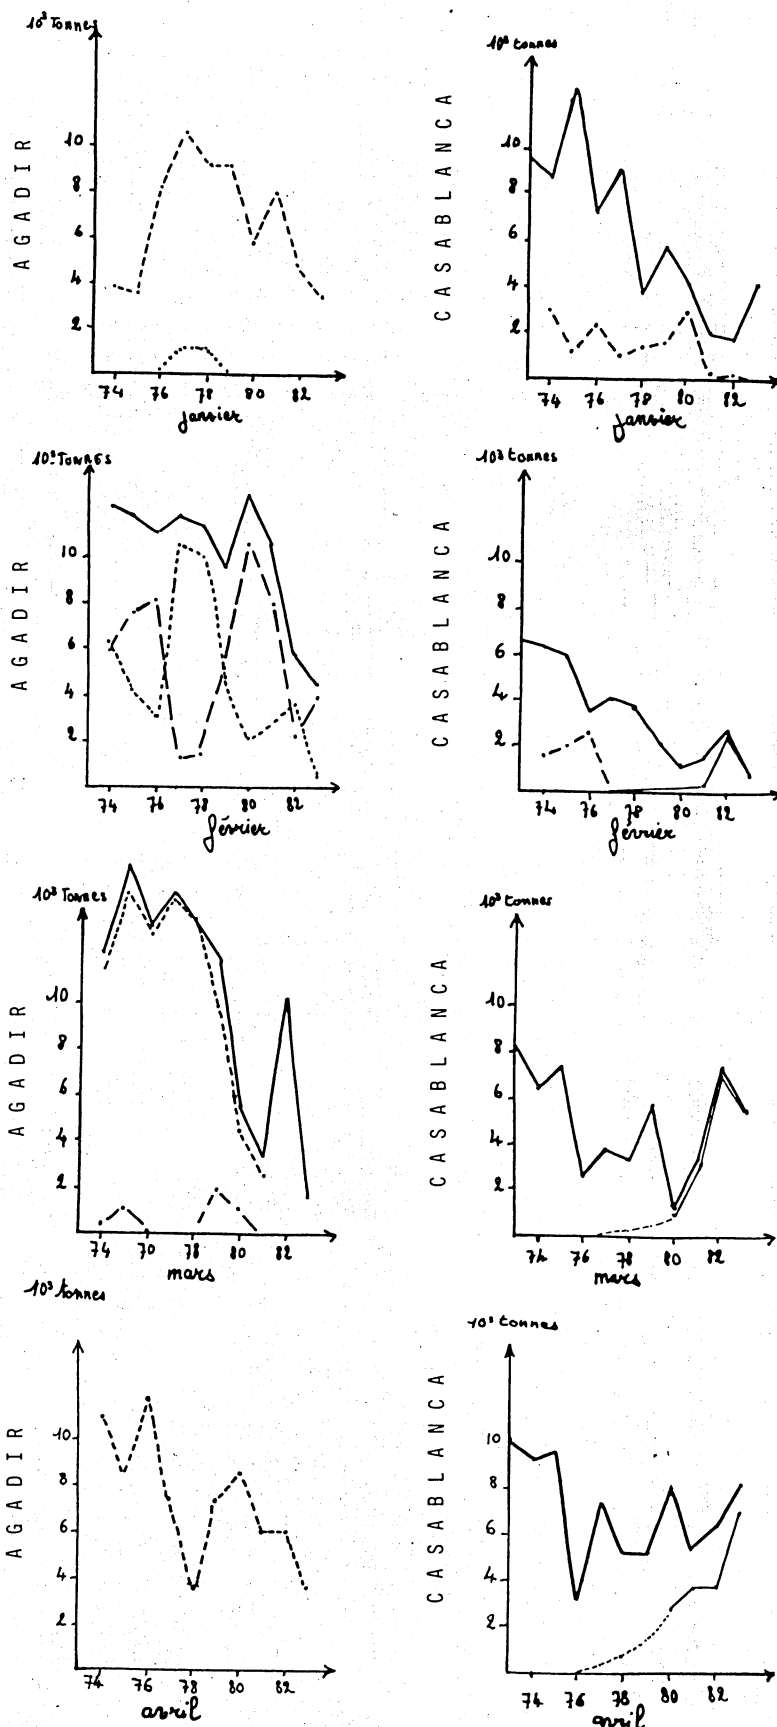 10³ Tonne
AGADIR
10
8
6
4
2
74 76 78 80 82
janvier
10³ tonnes
CASABLANCA
10
8
6
4
2
74 76 78 80 82
janvier
10³ TONNES
AGADIR
10
8
6
4
2
74 76 78 80 82
février
10³ tonnes
CASABLANCA
10
8
6
4
2
74 76 78 80 82
février
10³ Tonnes
AGADIR
10
8
6
4
2
74 70 78 80 82
mars
10³ tonnes
CASABLANCA
10
8
6
4
2
74 76 78 80 82
mars
10³ tonnes
AGADIR
10
8
6
4
2
74 76 78 80 82
avril
10³ tonnes
CASABLANCA
10
8
6
4
2
74 76 78 80 82
avril